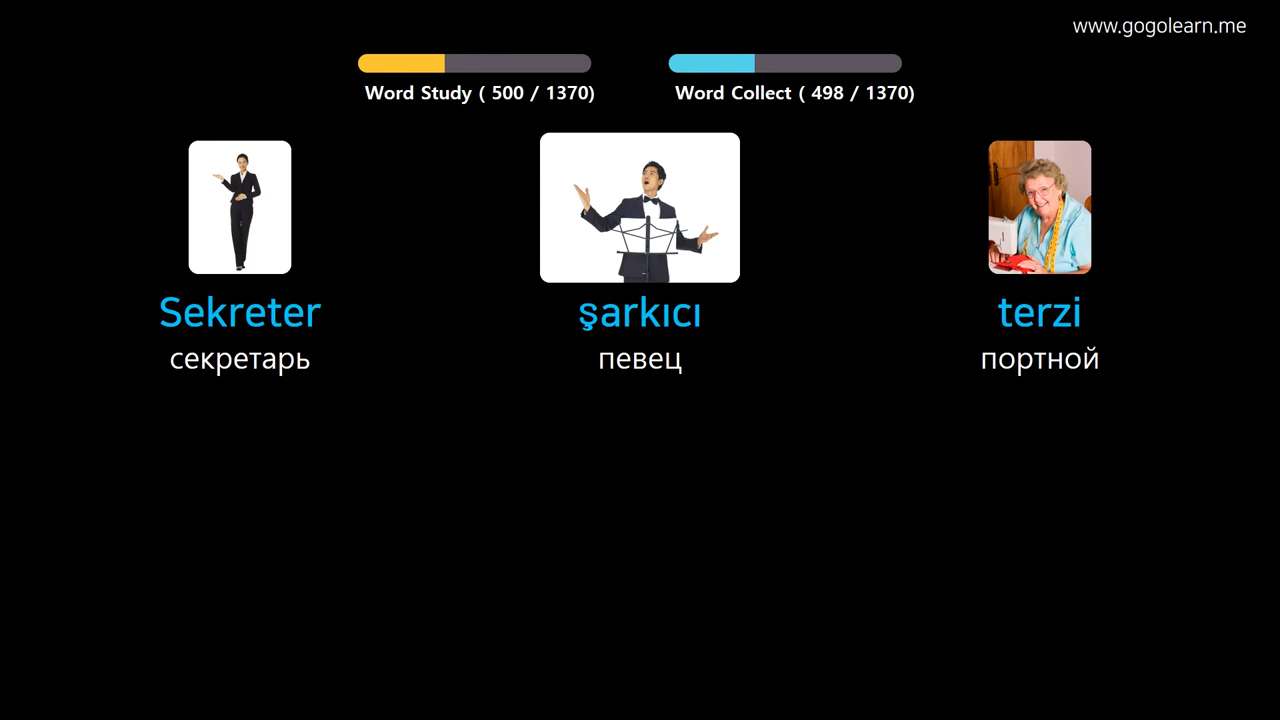 www.gogolearn.me
Word Study ( 500 / 1370)
Word Collect ( 498 / 1370)
Sekreter
şarkıcı
terzi
секретарь
певец
портной